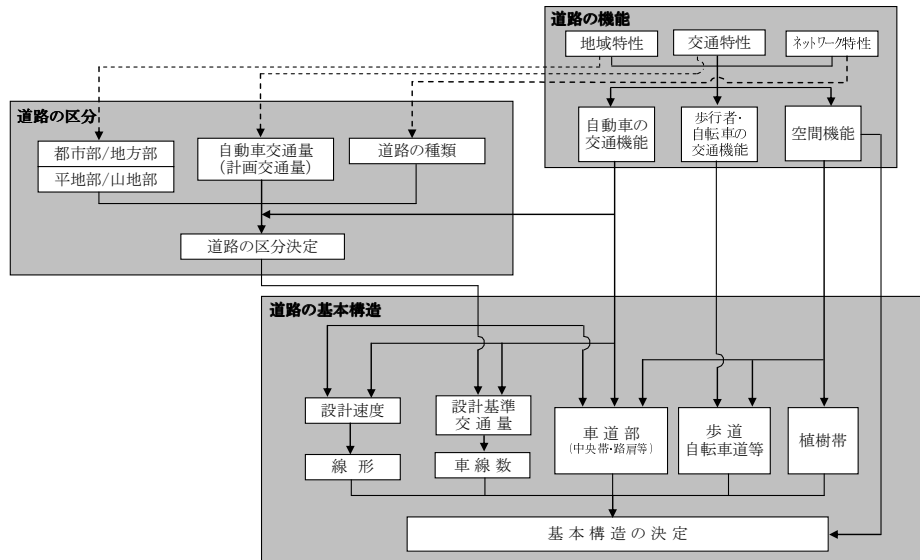 道路の機能
地域特性
交通特性
ネットワーク特性
自動車の
交通機能
歩行者・
自転車の
交通機能
空間機能
道路の区分
都市部/地方部
平地部/山地部
自動車交通量
(計画交通量)
道路の種類
道路の区分決定
道路の基本構造
設計速度
線形
設計基準
交通量
車線数
車道部
(中央帯・路肩等)
歩道
自転車道等
植樹帯
基本構造の決定